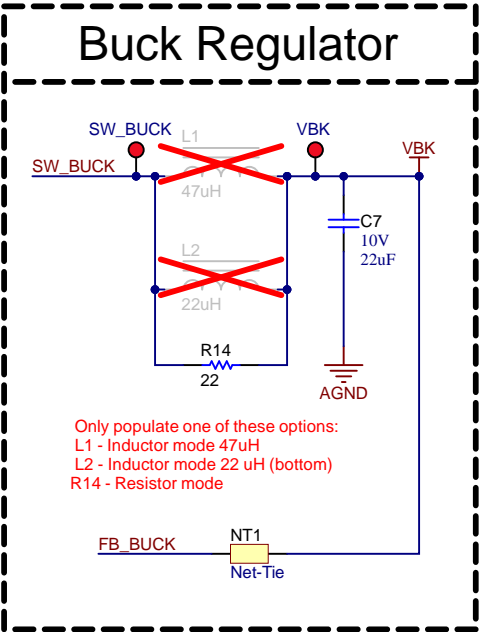 Buck Regulator
SW_BUCK
L1
VBK
VBK
SW_BUCK
47uH
C7
10V
22uF
L2
22uH
R14
22
AGND
Only populate one of these options:
L1 - Inductor mode 47uH
L2 - Inductor mode 22 uH (bottom)
R14 - Resistor mode
NT1
FB_BUCK
Net-Tie